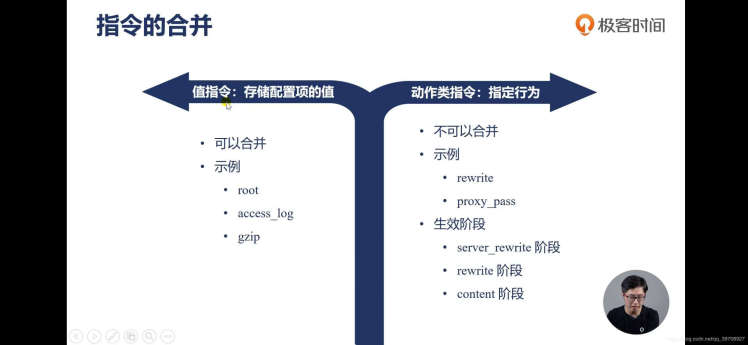 指令的合并
极客时间
值指令：存储配置项的值
动作类指令：指定行为
• 可以合并
• 示例
• root
• access_log
• gzip
• 不可以合并
• 示例
• rewrite
• proxy_pass
• 生效阶段
• server_rewrite 阶段
• rewrite 阶段
• content 阶段